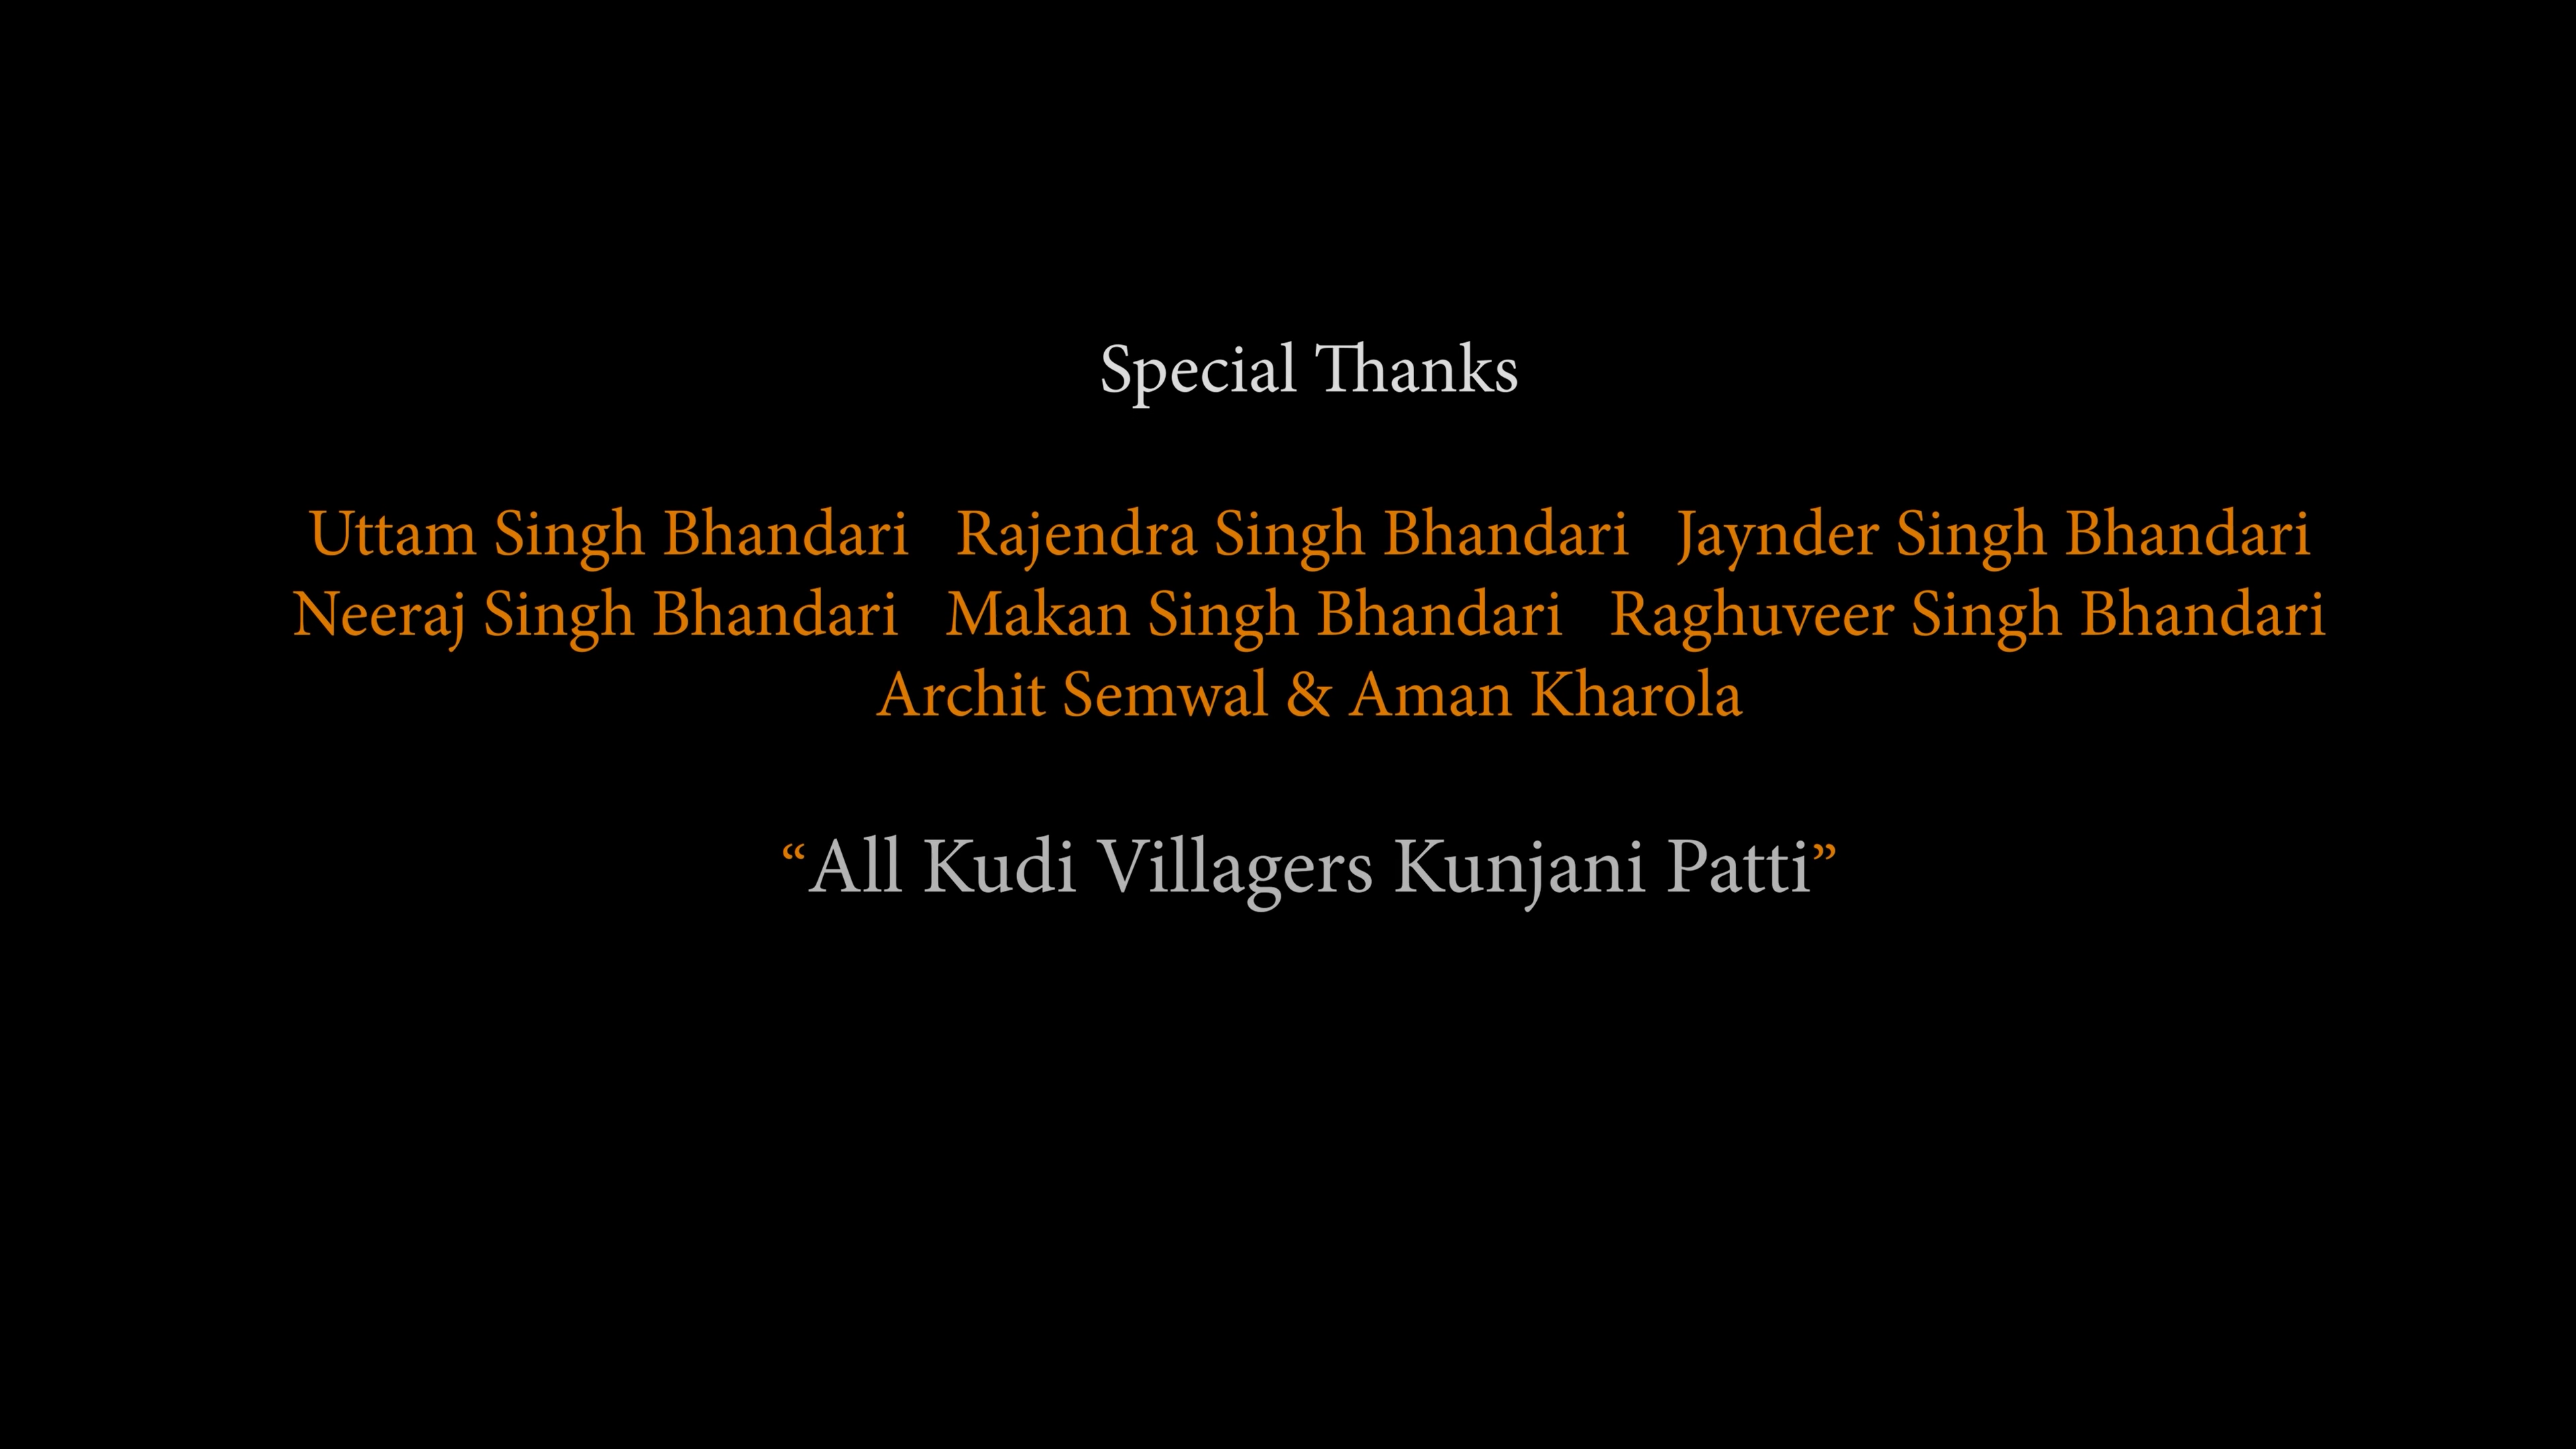 Special Thanks
Uttam Singh Bhandari Rajendra Singh Bhandari Jaynder Singh Bhandari
Neeraj Singh Bhandari Makan Singh Bhandari Raghuveer Singh Bhandari
Archit Semwal & Aman Kharola
“All Kudi Villagers Kunjani Patti”